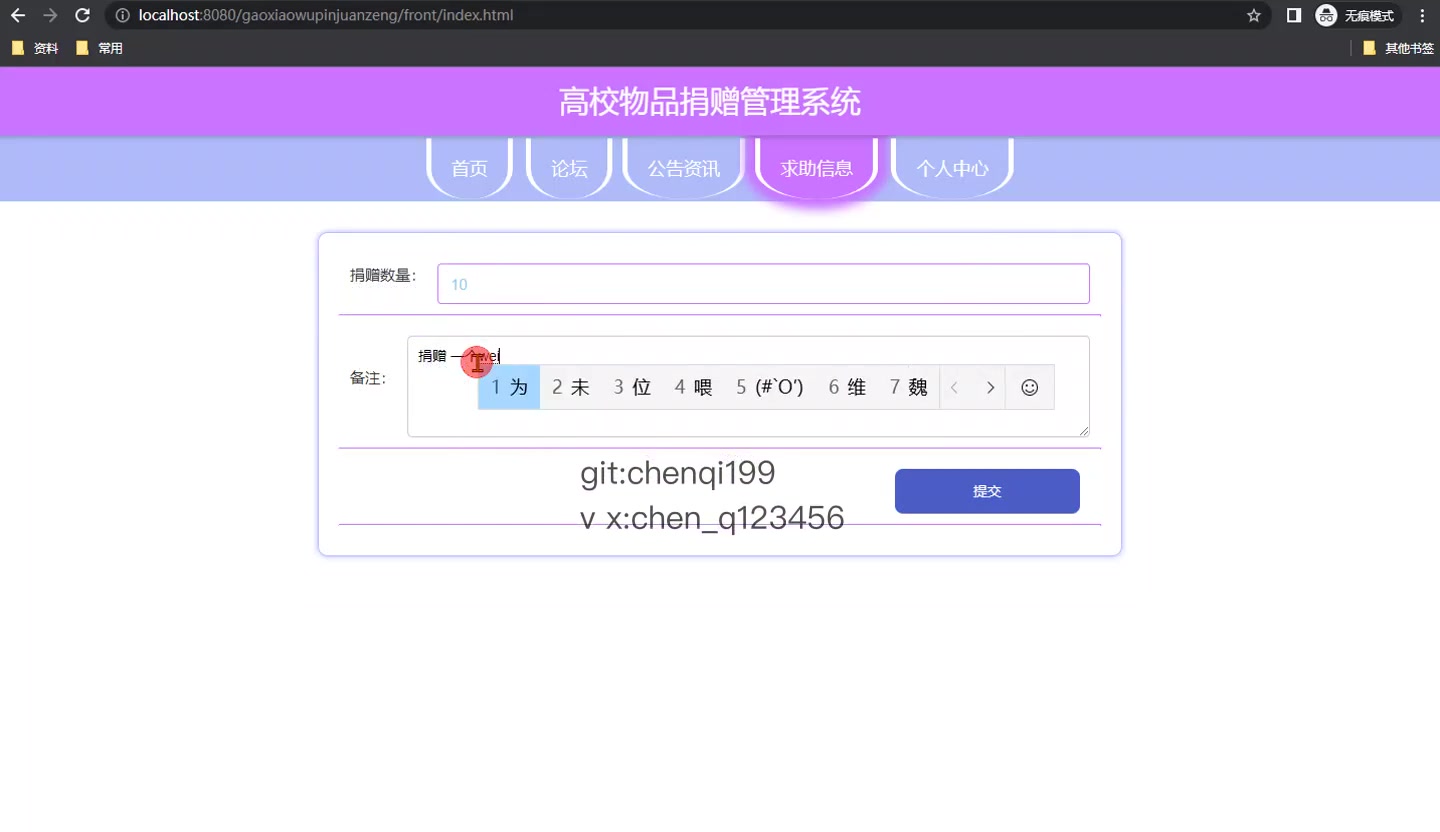 localhost:8080/gaoxiaowupinjuanzeng/front/index.html
无痕模式
资料 常用 其他书签
高校物品捐赠管理系统
首页 论坛 公告资讯 求助信息 个人中心
捐赠数量： 10
捐赠 一个wei
备注：
1 为 2 未 3 位 4 喂 5 (#`O′) 6 维 7 魏
git:chenqi199
提交
v x:chen_q123456